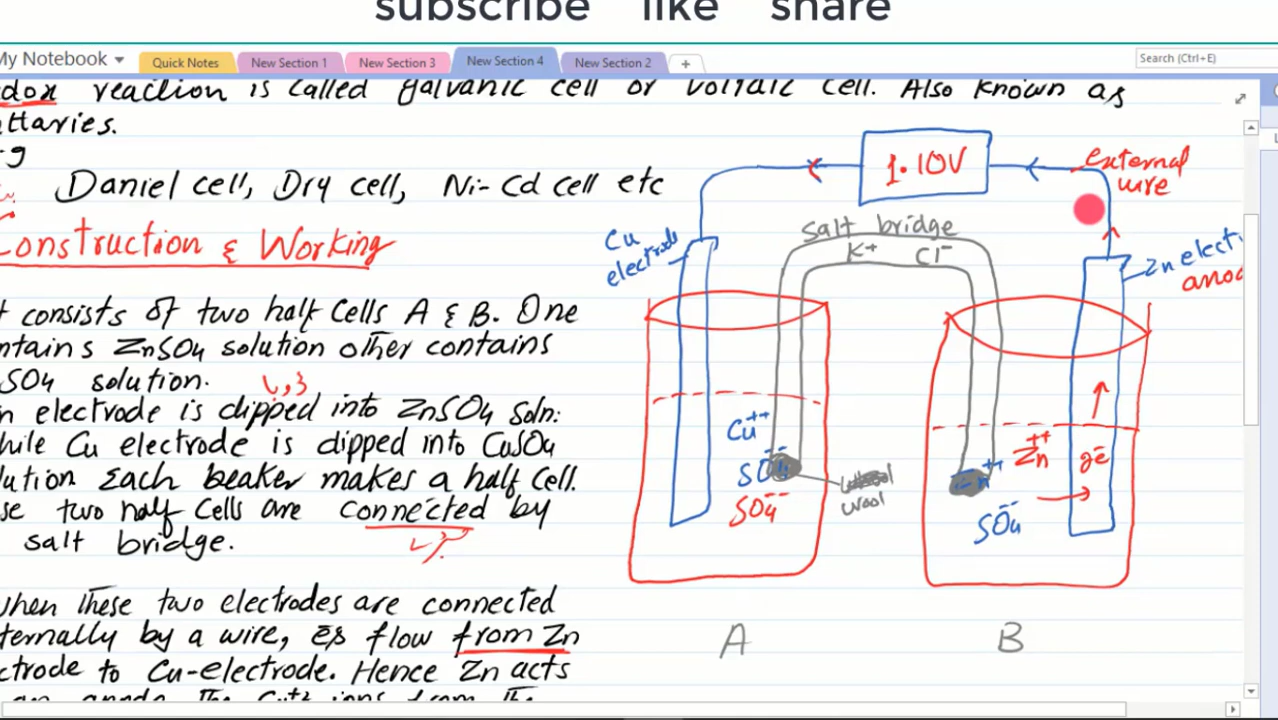 subscribe like share
My Notebook
Quick Notes
New Section 1
New Section 3
New Section 4
New Section 2
+
Search (Ctrl+E)
dox reaction is called galvanic cell or voltaic cell. Also known as
ttaries.
g
Daniel cell, Dry cell, Ni-Cd cell etc
Construction & Working
t consists of two half Cells A & B. One
ntains ZnSO4 solution other contains
SO4 solution.
n electrode is dipped into ZnSO4 Soln:
hile Cu electrode is dipped into CuSO4
lution Each beaker makes a half Cell.
se two half Cells are connected by
salt bridge.
when These two electrodes are connected
ternally by a wire, es flow from Zn
ctrode to Cu-electrode. Hence Zn acts
1.10V
external
wire
Salt bridge
K+ Cl-
Cu
electrode
Zn elect
anod
Cu++
SO4--
wool
Zn++
2e-
SO4--
A
B